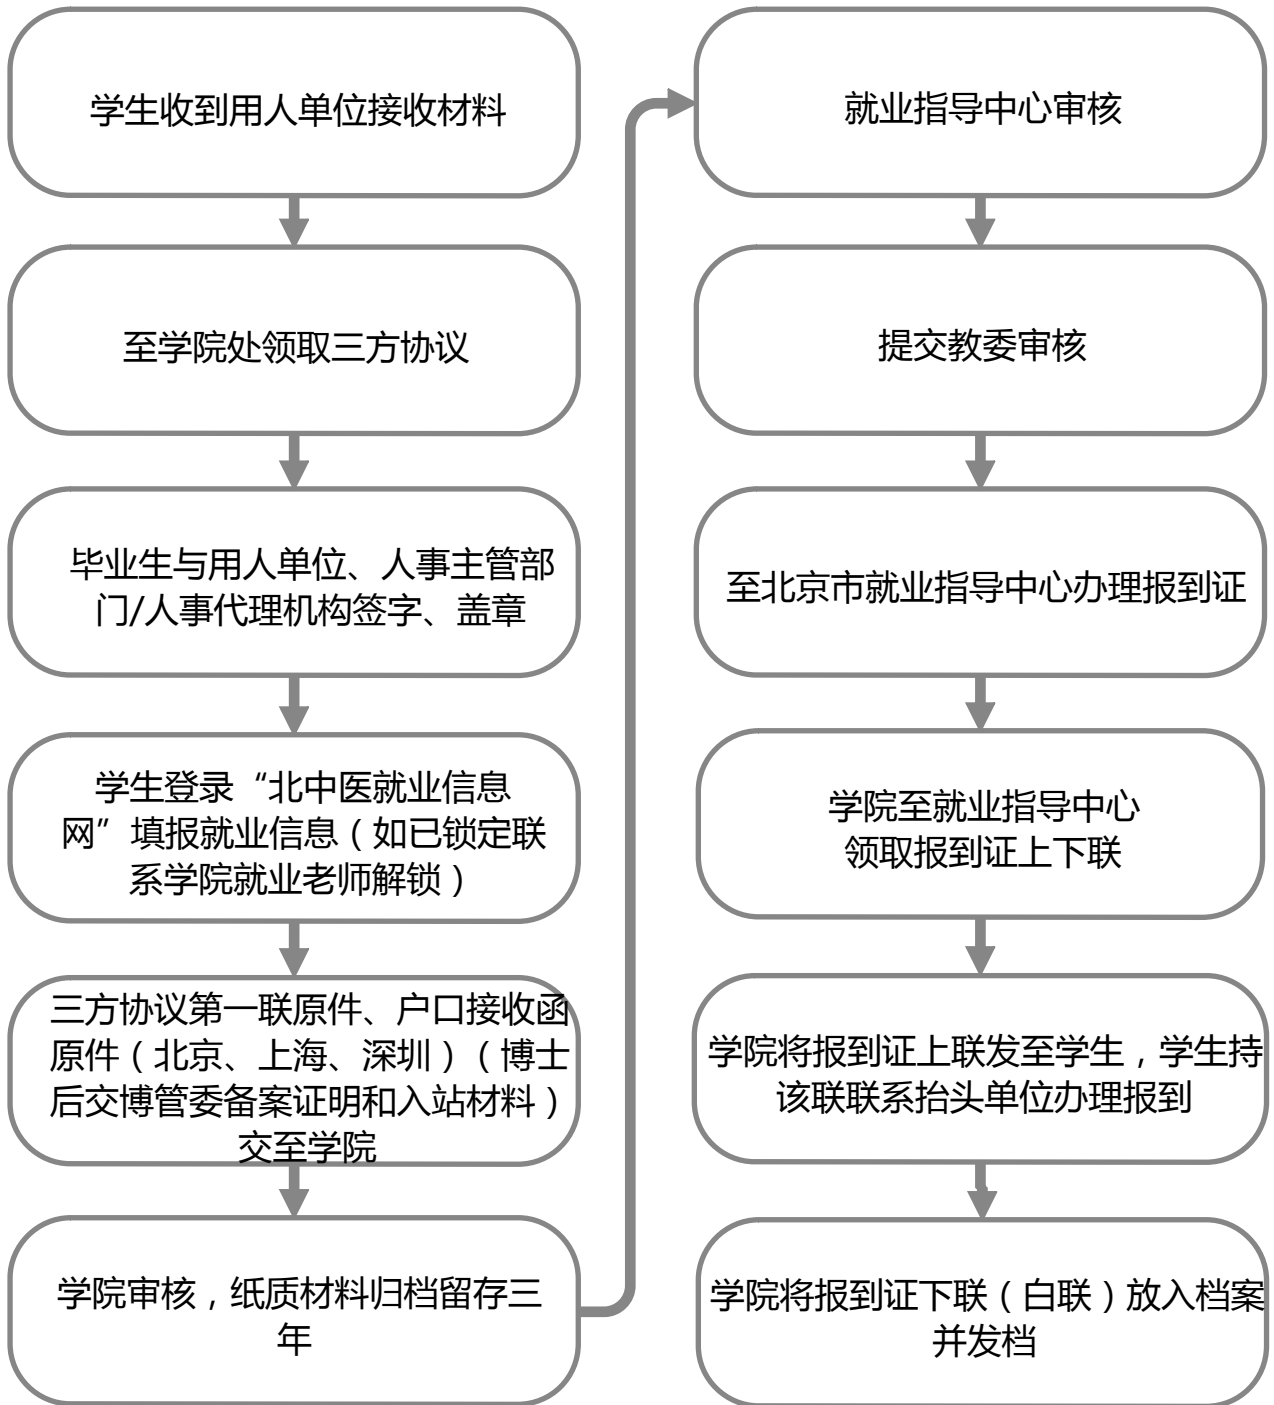 学生收到用人单位接收材料
至学院处领取三方协议
毕业生与用人单位、人事主管部
门/人事代理机构签字、盖章
学生登录“北中医就业信息
网”填报就业信息（如已锁定联
系学院就业老师解锁）
三方协议第一联原件、户口接收函
原件（北京、上海、深圳）（博士
后交博管委备案证明和入站材料）
交至学院
学院审核，纸质材料归档留存三
年
就业指导中心审核
提交教委审核
至北京市就业指导中心办理报到证
学院至就业指导中心
领取报到证上下联
学院将报到证上联发至学生，学生持
该联联系抬头单位办理报到
学院将报到证下联（白联）放入档案
并发档